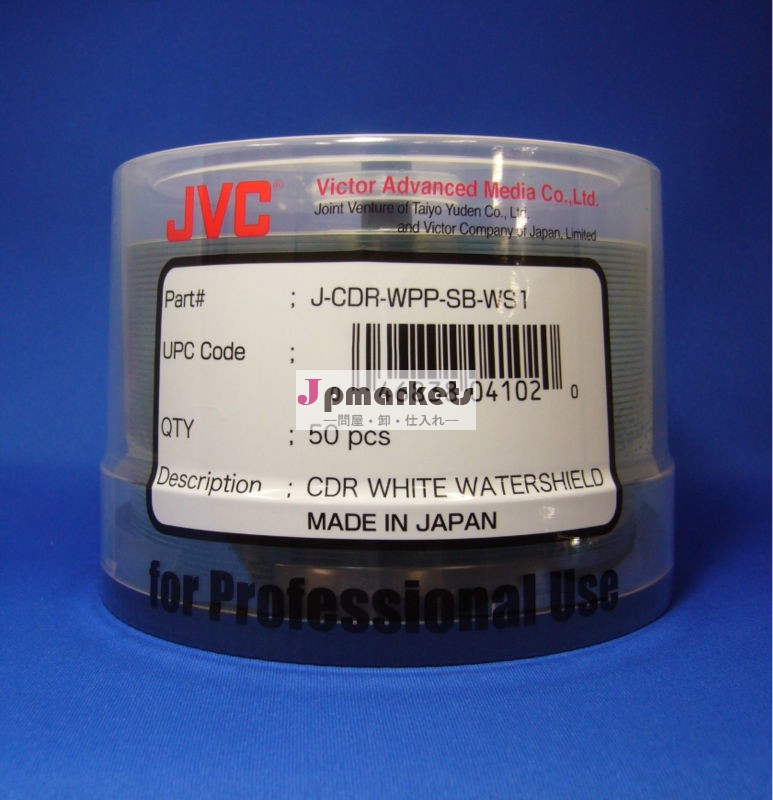 JVC®
Victor Advanced Media Co.,Ltd.
Joint Venture of Taiyo Yuden Co., Ltd.
and Victor Company of Japan, Limited
Part# ; J-CDR-WPP-SB-WS1
UPC Code ;
04102 0
Jpmarkets
—問屋・卸・仕入れ—
QTY ; 50 pcs
Description ; CDR WHITE WATERSHIELD
MADE IN JAPAN
for Professional Use